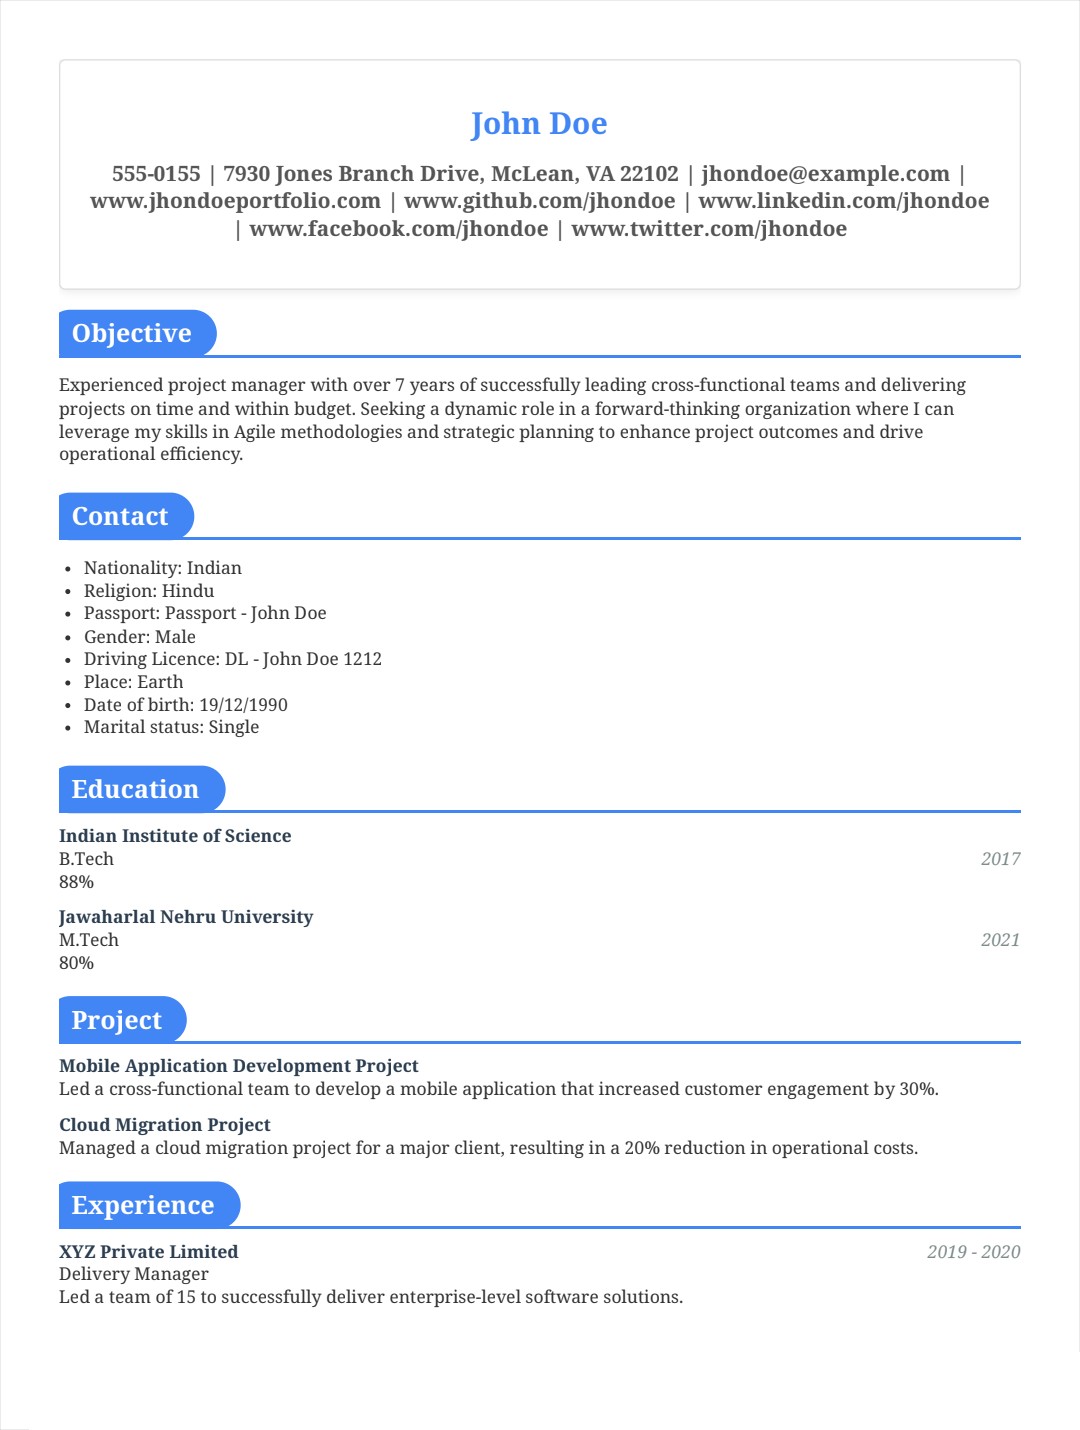 John Doe
555-0155 | 7930 Jones Branch Drive, McLean, VA 22102 | jhondoe@example.com |
www.jhondoeportfolio.com | www.github.com/jhondoe | www.linkedin.com/jhondoe
| www.facebook.com/jhondoe | www.twitter.com/jhondoe
Objective
Experienced project manager with over 7 years of successfully leading cross-functional teams and delivering
projects on time and within budget. Seeking a dynamic role in a forward-thinking organization where I can
leverage my skills in Agile methodologies and strategic planning to enhance project outcomes and drive
operational efficiency.
Contact
• Nationality: Indian
• Religion: Hindu
• Passport: Passport - John Doe
• Gender: Male
• Driving Licence: DL - John Doe 1212
• Place: Earth
• Date of birth: 19/12/1990
• Marital status: Single
Education
Indian Institute of Science
B.Tech 2017
88%
Jawaharlal Nehru University
M.Tech 2021
80%
Project
Mobile Application Development Project
Led a cross-functional team to develop a mobile application that increased customer engagement by 30%.
Cloud Migration Project
Managed a cloud migration project for a major client, resulting in a 20% reduction in operational costs.
Experience
XYZ Private Limited 2019 - 2020
Delivery Manager
Led a team of 15 to successfully deliver enterprise-level software solutions.